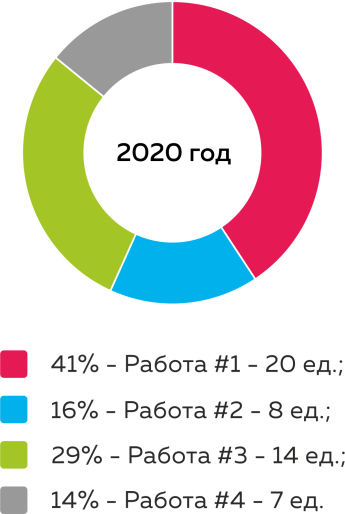 2020 год
41% - Работа #1 - 20 ед.;
16% - Работа #2 - 8 ед.;
29% - Работа #3 - 14 ед.;
14% - Работа #4 - 7 ед.